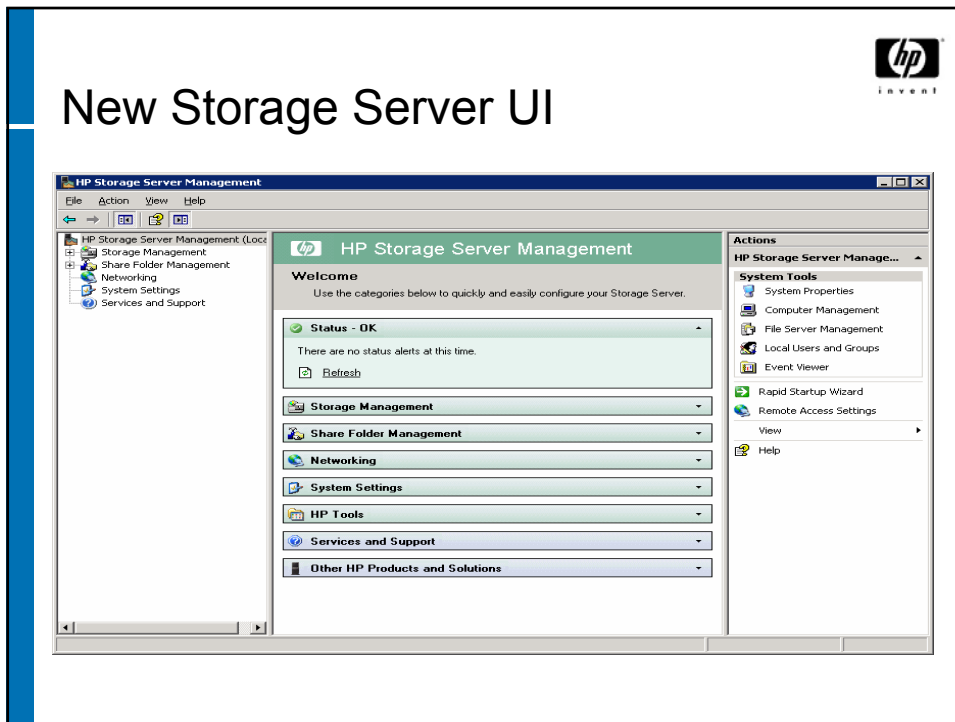 hp
invent
New Storage Server UI
HP Storage Server Management
File Action View Help
HP Storage Server Management (Loca
Storage Management
Share Folder Management
Networking
System Settings
Services and Support
hp HP Storage Server Management
Welcome
Use the categories below to quickly and easily configure your Storage Server.
Status - OK
There are no status alerts at this time.
Refresh
Storage Management
Share Folder Management
Networking
System Settings
HP Tools
Services and Support
Other HP Products and Solutions
Actions
HP Storage Server Manage...
System Tools
System Properties
Computer Management
File Server Management
Local Users and Groups
Event Viewer
Rapid Startup Wizard
Remote Access Settings
View
Help